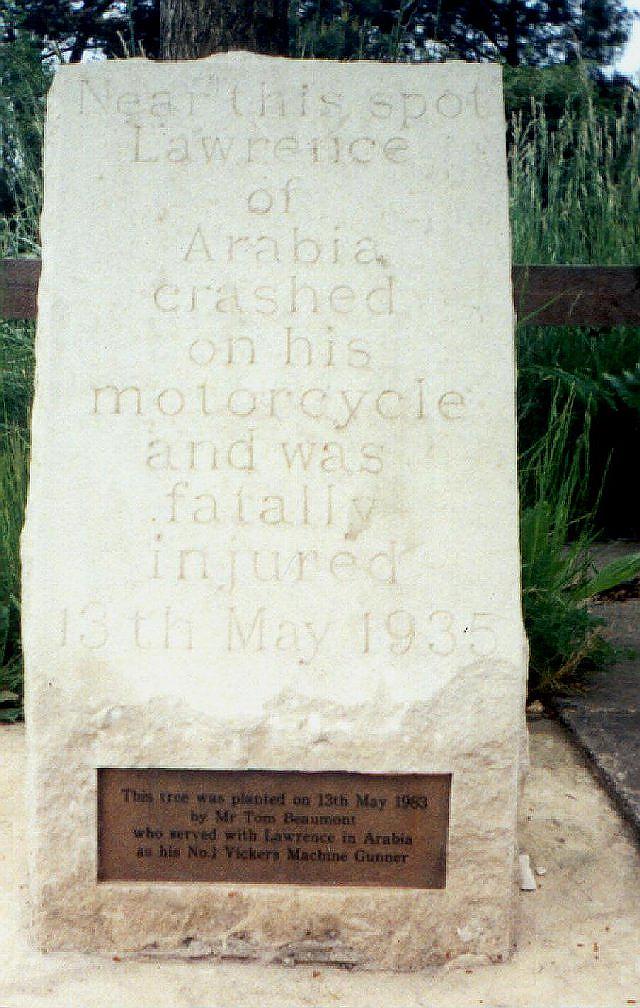 Near this spot
Lawrence
of
Arabia
crashed
on his
motorcycle
and was
fatally
injured
13th May 1935
This tree was planted on 13th May 1983
by Mr Tom Beaumont
who served with Lawrence in Arabia
as his No.1 Vickers Machine Gunner